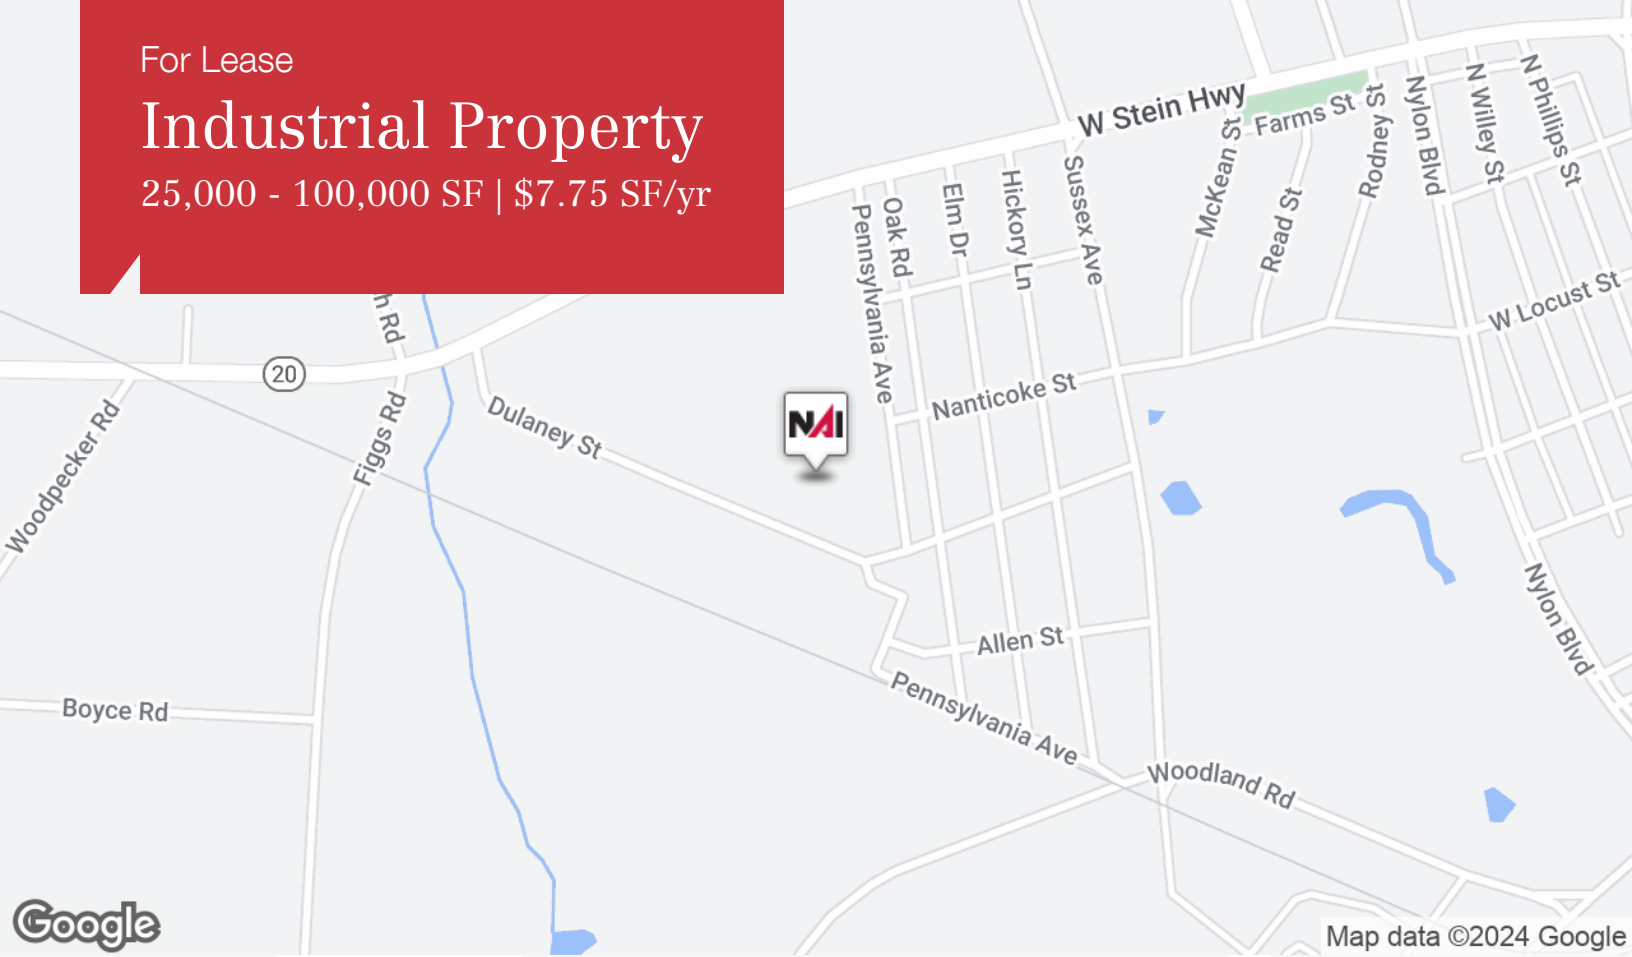 For Lease
Industrial Property
25,000 - 100,000 SF | $7.75 SF/yr
W Stein Hwy
Farms St
McKean St
Read St
Rodney St
Nylon Blvd
N Willey St
N Phillips St
Sussex Ave
Hickory Ln
Elm Dr
Oak Rd
Pennsylvania Ave
W Locust St
h Rd
20
Nanticoke St
NAI
Dulaney St
Figgs Rd
Woodpecker Rd
Allen St
Nylon Blvd
Boyce Rd
Pennsylvania Ave
Woodland Rd
Google
Map data ©2024 Google